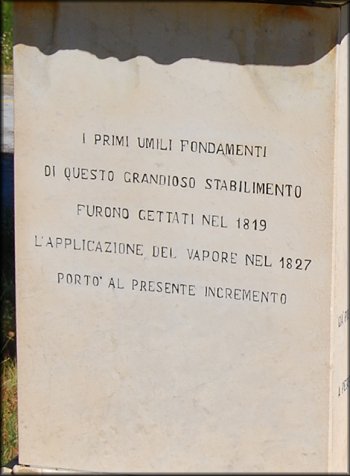 I PRIMI UMILI FONDAMENTI
DI QUESTO GRANDIOSO STABILIMENTO
FURONO GETTATI NEL 1819
L'APPLICAZIONE DEL VAPORE NEL 1827
PORTO' AL PRESENTE INCREMENTO